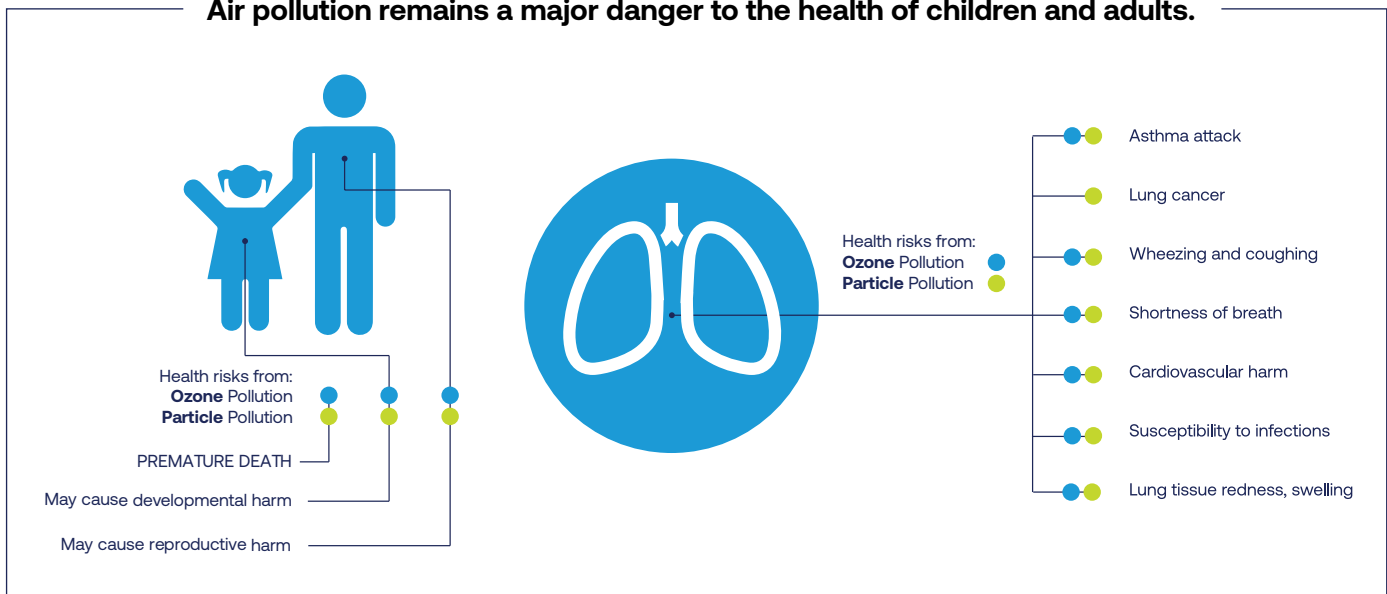 Air pollution remains a major danger to the health of children and adults.
Health risks from:
Ozone Pollution
Particle Pollution
PREMATURE DEATH
May cause developmental harm
May cause reproductive harm
Health risks from:
Ozone Pollution
Particle Pollution
Asthma attack
Lung cancer
Wheezing and coughing
Shortness of breath
Cardiovascular harm
Susceptibility to infections
Lung tissue redness, swelling